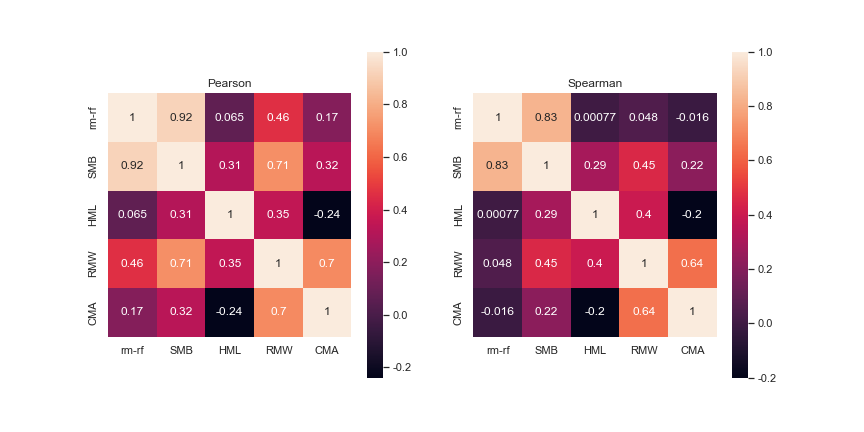 Pearson
rm-rf 1 0.92 0.065 0.46 0.17
SMB 0.92 1 0.31 0.71 0.32
HML 0.065 0.31 1 0.35 -0.24
RMW 0.46 0.71 0.35 1 0.7
CMA 0.17 0.32 -0.24 0.7 1
rm-rf SMB HML RMW CMA
1.0
0.8
0.6
0.4
0.2
0.0
-0.2
Spearman
rm-rf 1 0.83 0.00077 0.048 -0.016
SMB 0.83 1 0.29 0.45 0.22
HML 0.00077 0.29 1 0.4 -0.2
RMW 0.048 0.45 0.4 1 0.64
CMA -0.016 0.22 -0.2 0.64 1
rm-rf SMB HML RMW CMA
1.0
0.8
0.6
0.4
0.2
0.0
-0.2